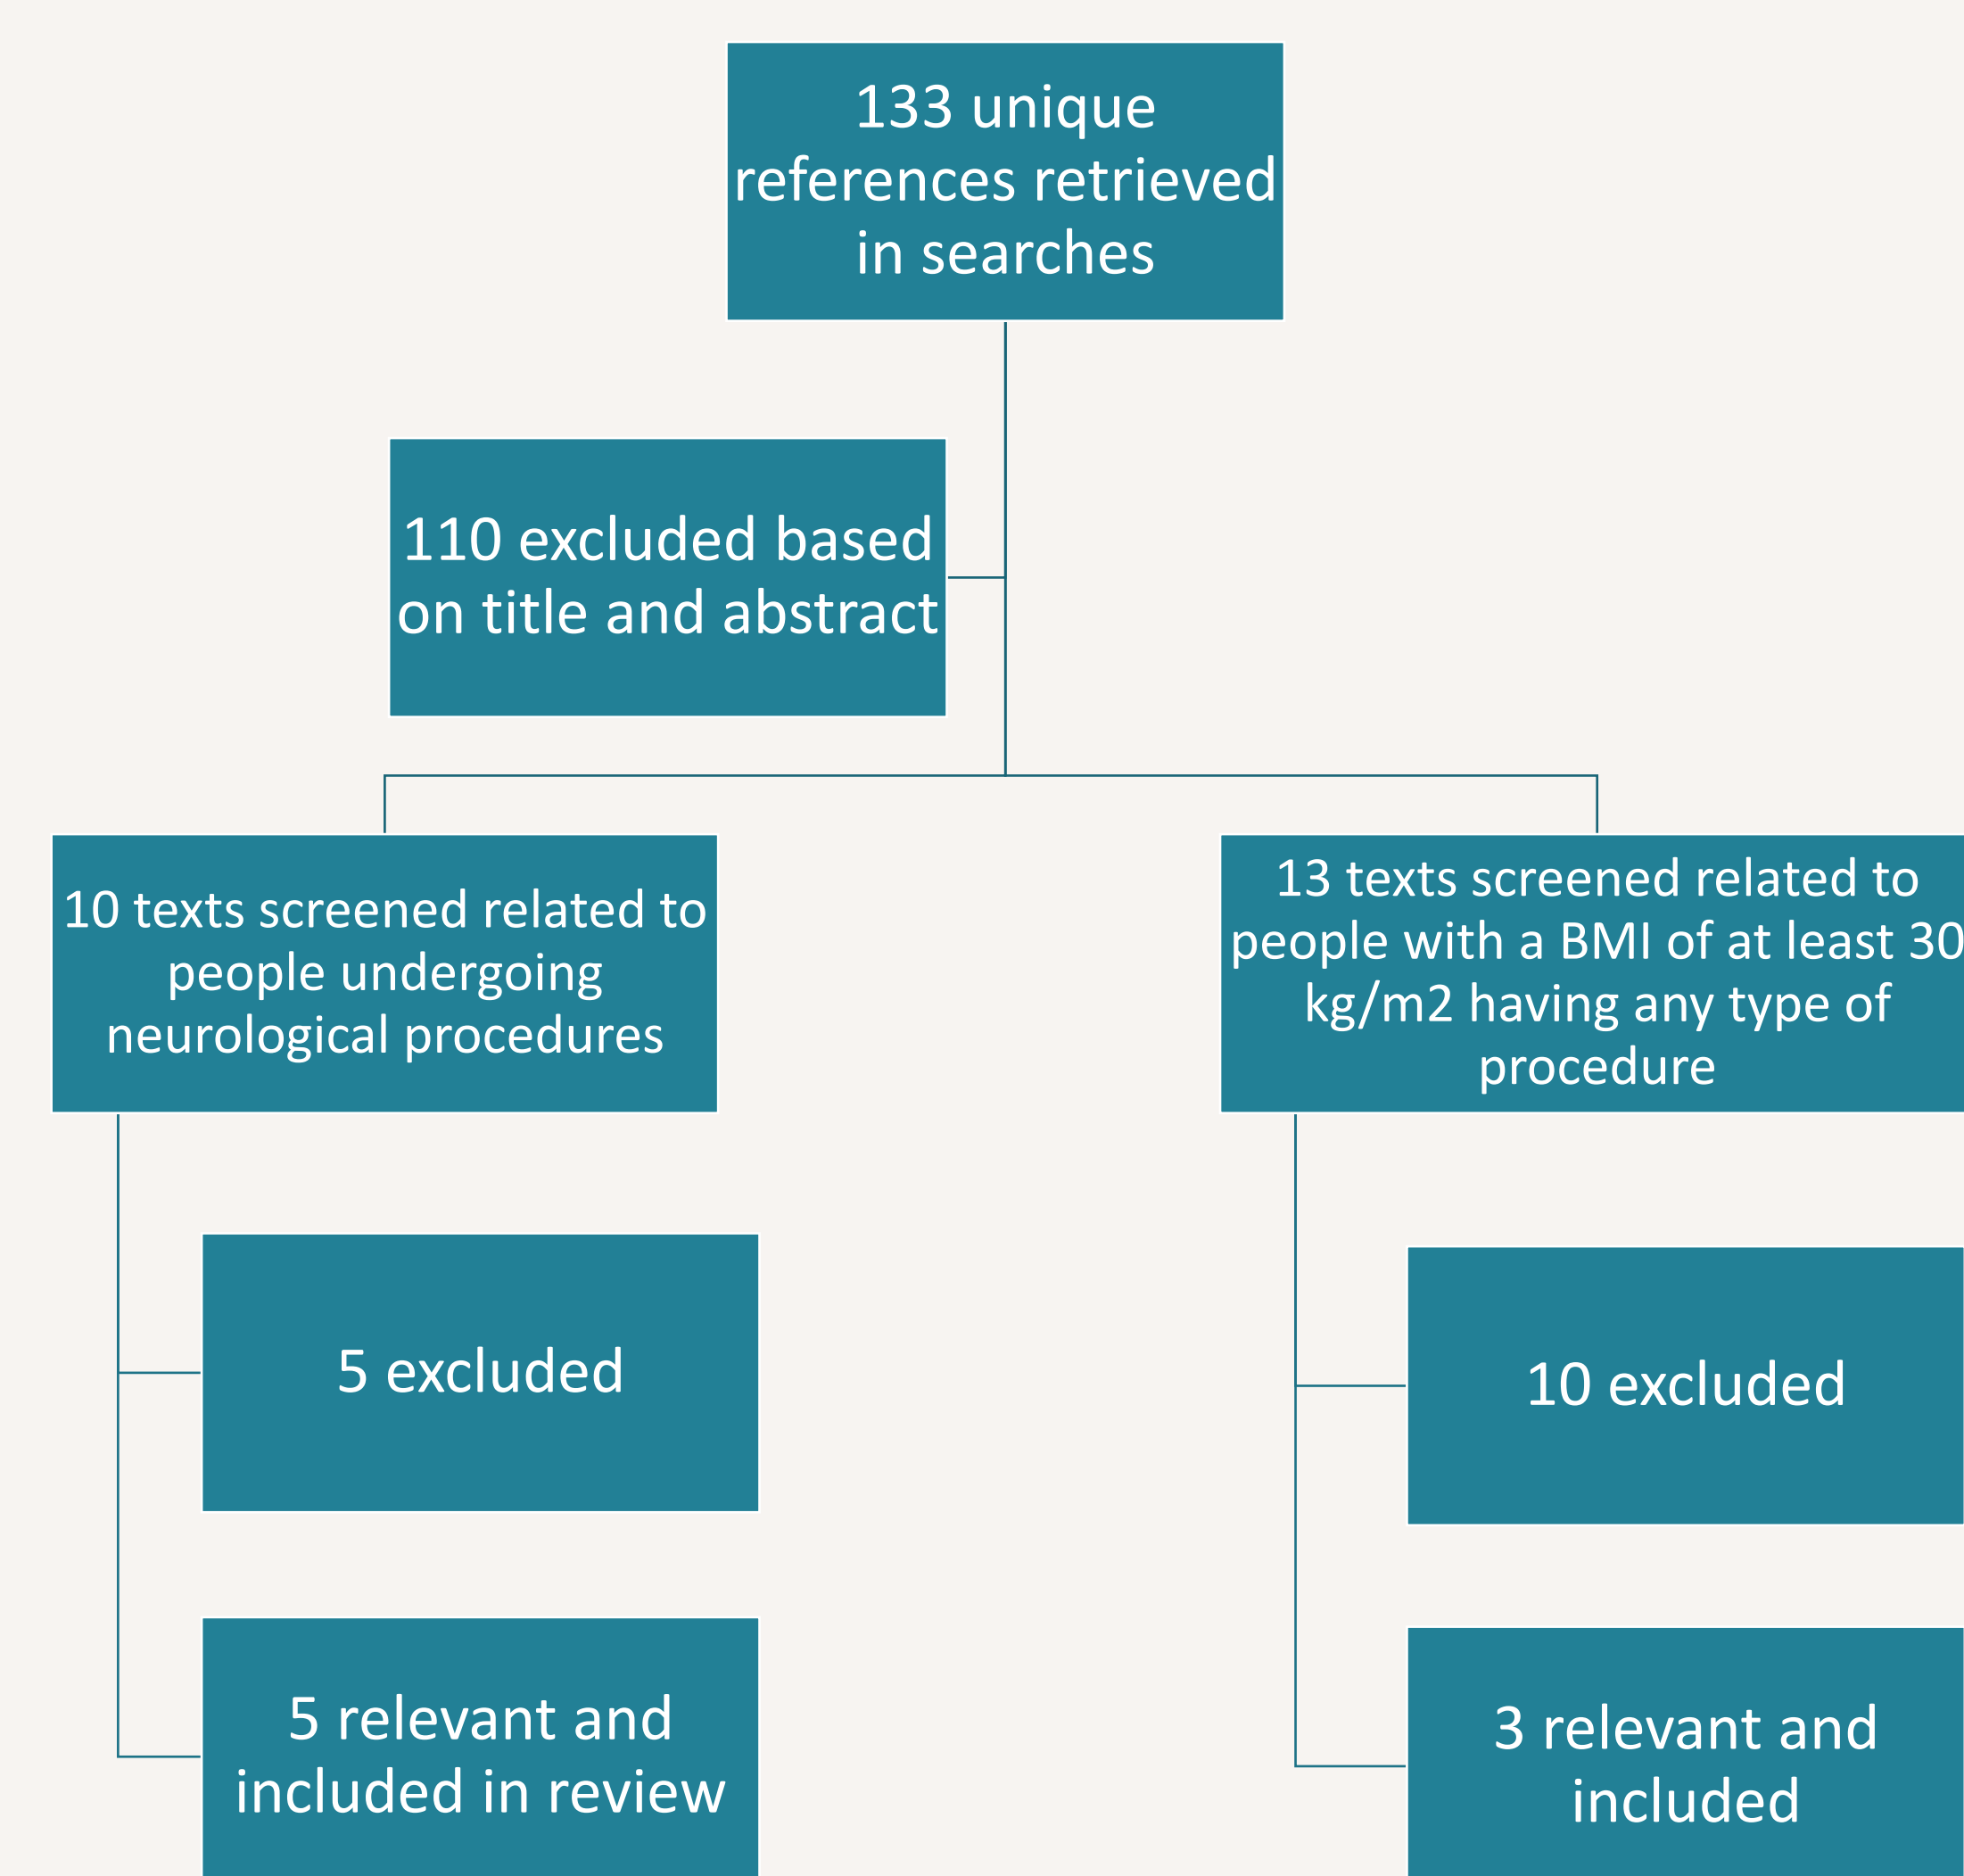 133 unique
references retrieved
in searches
110 excluded based
on title and abstract
10 texts screened related to
people undergoing
neurological procedures
13 texts screened related to
people with a BMI of at least 30
kg/m2 having any type of
procedure
5 excluded
10 excluded
5 relevant and
included in review
3 relevant and
included